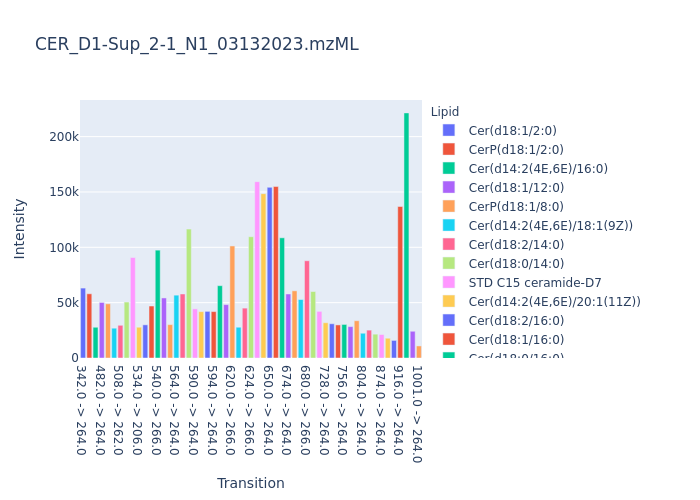 CER_D1-Sup_2-1_N1_03132023.mzML
Lipid
Cer(d18:1/2:0)
CerP(d18:1/2:0)
Cer(d14:2(4E,6E)/16:0)
Cer(d18:1/12:0)
CerP(d18:1/8:0)
Cer(d14:2(4E,6E)/18:1(9Z))
Cer(d18:2/14:0)
Cer(d18:0/14:0)
STD C15 ceramide-D7
Cer(d14:2(4E,6E)/20:1(11Z))
Cer(d18:2/16:0)
Cer(d18:1/16:0)
Cer(d18:0/16:0)
Intensity
200k
150k
100k
50k
0
342.0 -> 264.0
482.0 -> 264.0
508.0 -> 262.0
534.0 -> 206.0
540.0 -> 266.0
564.0 -> 264.0
590.0 -> 264.0
594.0 -> 264.0
620.0 -> 266.0
624.0 -> 266.0
650.0 -> 264.0
674.0 -> 264.0
680.0 -> 266.0
728.0 -> 264.0
756.0 -> 264.0
804.0 -> 264.0
874.0 -> 264.0
916.0 -> 264.0
1001.0 -> 264.0
Transition